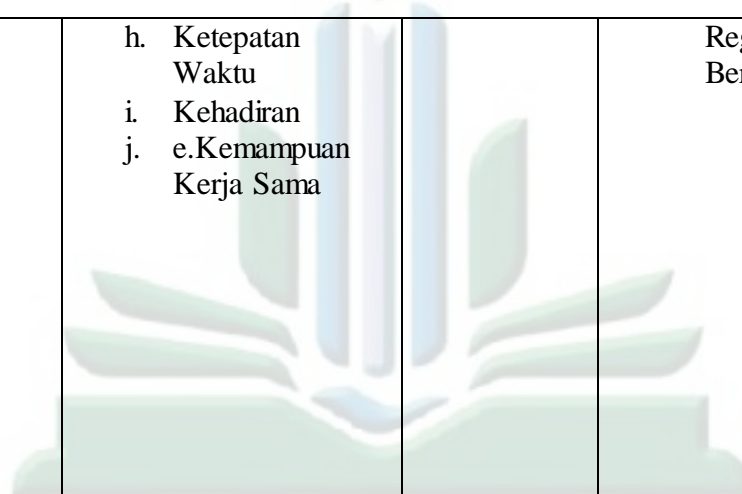 h. Ketepatan
Waktu
i. Kehadiran
j. e.Kemampuan
Kerja Sama